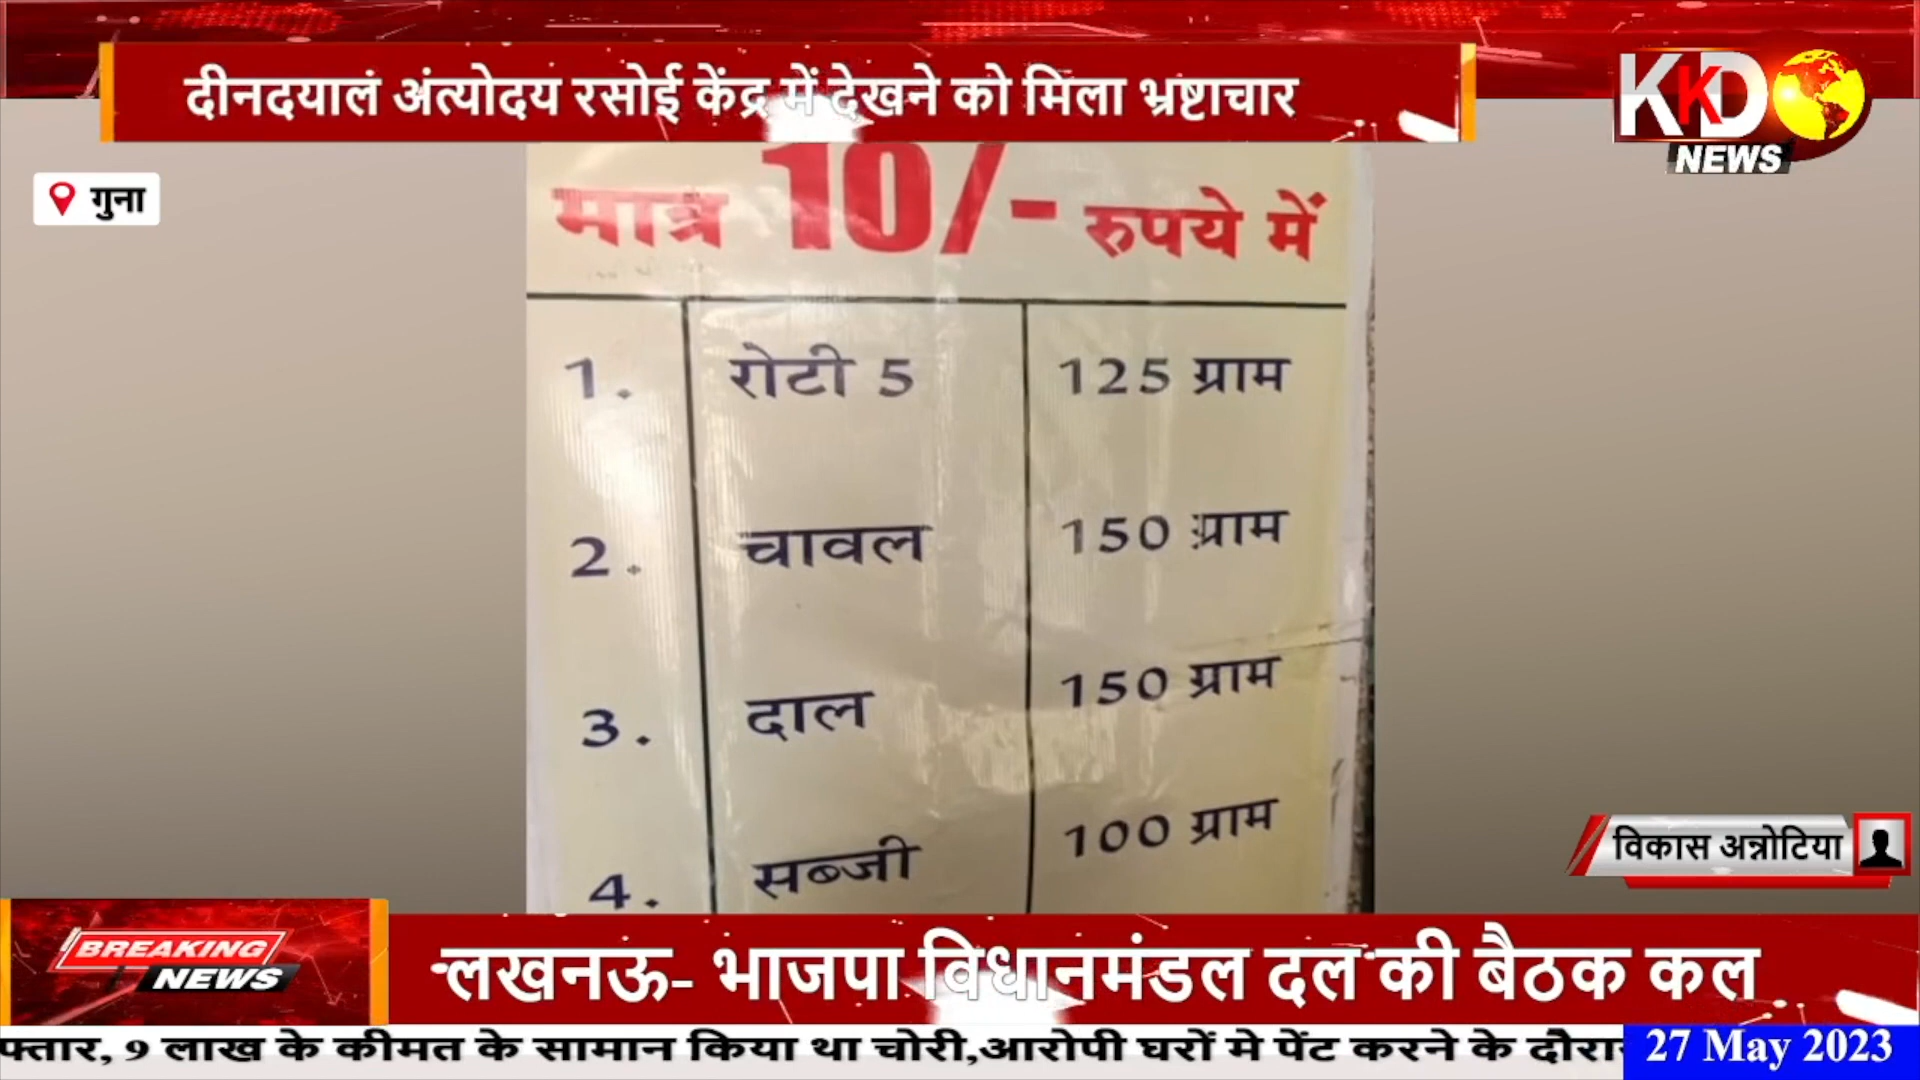 दीनदयालं अंत्योदय रसोई केंद्र में देखने को मिला भ्रष्टाचार
KKD
NEWS
गुना
मात्र 10/- रुपये में
1. रोटी 5 125 ग्राम
2. चावल 150 ग्राम
3. दाल 150 ग्राम
4. सब्जी 100 ग्राम
विकास अन्नोटिया
BREAKING
NEWS
लखनऊ- भाजपा विधानमंडल दल की बैठक कल
फ्तार, 9 लाख के कीमत के सामान किया था चोरी,आरोपी घरों मे पेंट करने के दौरा
27 May 2023